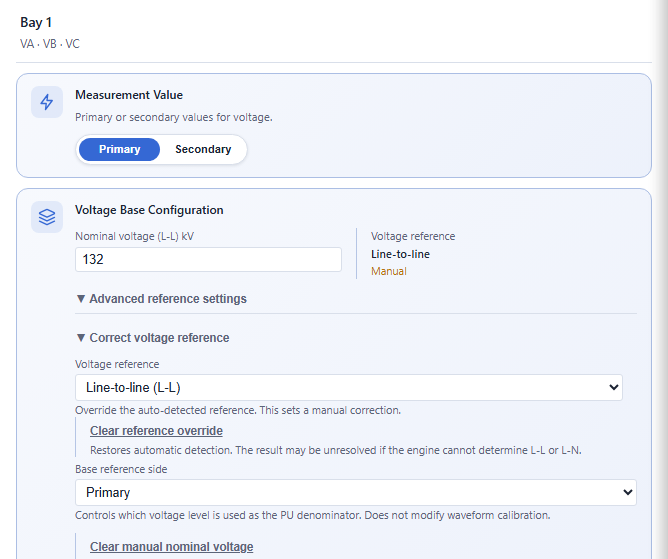 Bay 1
VA · VB · VC
Measurement Value
Primary or secondary values for voltage.
Primary Secondary
Voltage Base Configuration
Nominal voltage (L-L) kV
132
Voltage reference
Line-to-line
Manual
▼ Advanced reference settings
▼ Correct voltage reference
Voltage reference
Line-to-line (L-L)
Override the auto-detected reference. This sets a manual correction.
Clear reference override
Restores automatic detection. The result may be unresolved if the engine cannot determine L-L or L-N.
Base reference side
Primary
Controls which voltage level is used as the PU denominator. Does not modify waveform calibration.
Clear manual nominal voltage